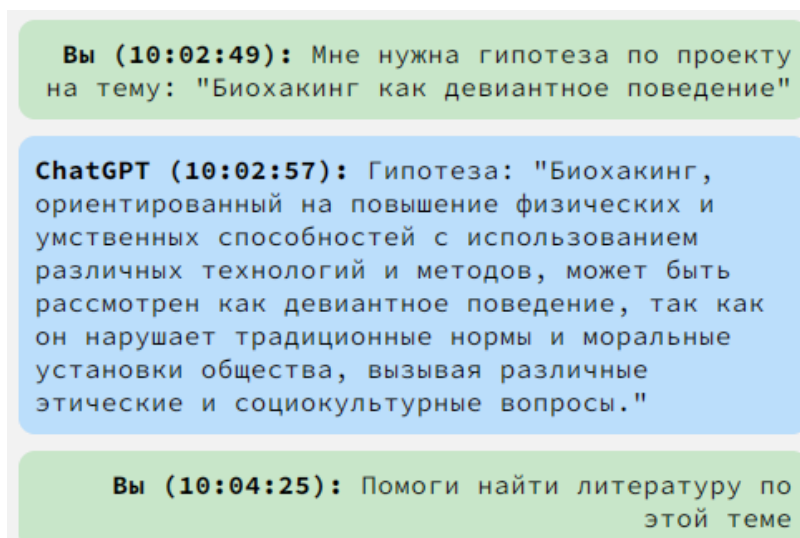 Вы (10:02:49): Мне нужна гипотеза по проекту
на тему: "Биохакинг как девиантное поведение"
ChatGPT (10:02:57): Гипотеза: "Биохакинг,
ориентированный на повышение физических и
умственных способностей с использованием
различных технологий и методов, может быть
рассмотрен как девиантное поведение, так как
он нарушает традиционные нормы и моральные
установки общества, вызывая различные
этические и социокультурные вопросы."
Вы (10:04:25): Помоги найти литературу по
этой теме